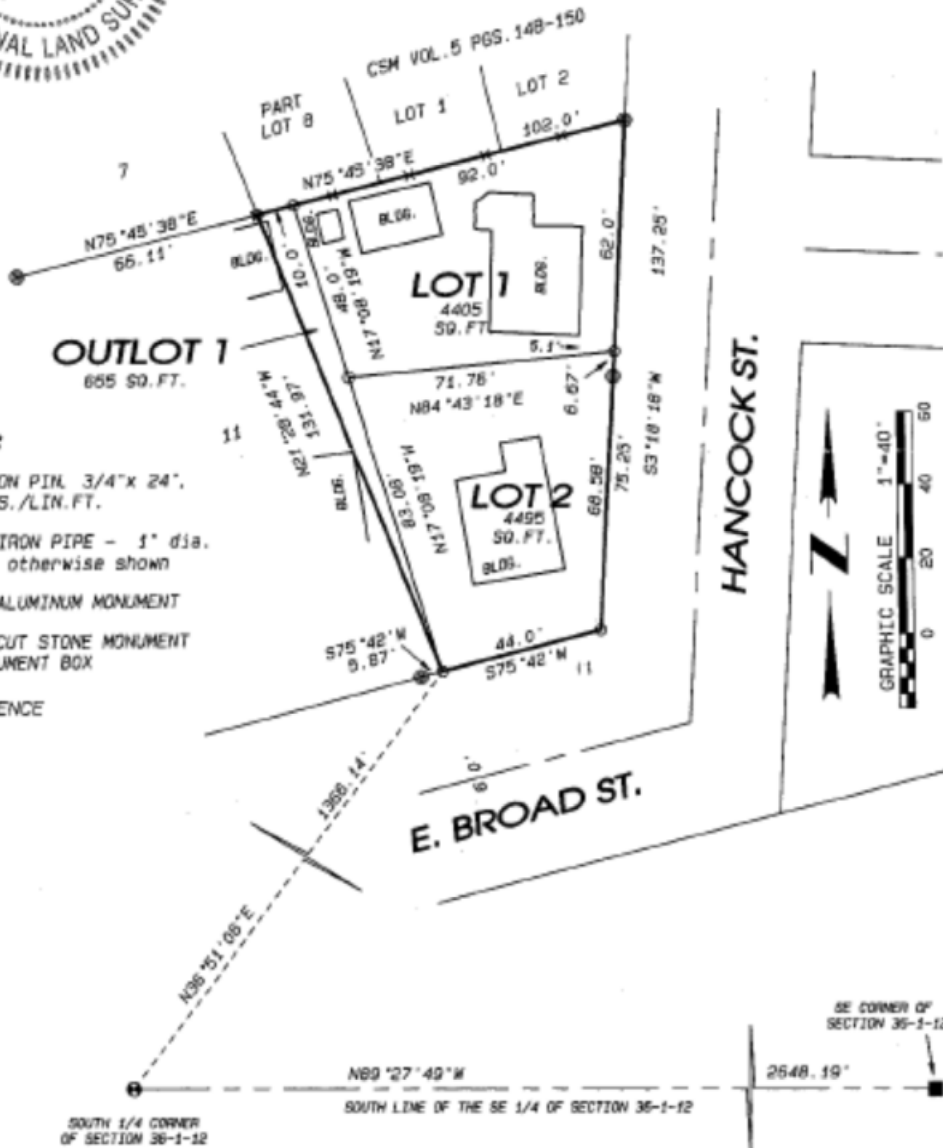 NAL LAND SUR
CSM VOL.5 PGS.148-150
PART
LOT 8
LOT 1
LOT 2
7
102.0'
N75°45'38"E
92.0'
N75°45'38"E
66.11'
BLDG.
BLDG.
BLDG.
BLDG.
10.0'
N17°08'19"W
48.0'
62.0'
137.25'
LOT 1
4405
SQ.FT.
OUTLOT 1
655 SQ.FT.
5.1'
71.76'
N84°43'18"E
6.67'
S3°18'18"W
HANCOCK ST.
N21°28'44"W
131.97'
11
ON PIN, 3/4"x 24",
S./LIN.FT.
IRON PIPE - 1" dia.
otherwise shown
ALUMINUM MONUMENT
CUT STONE MONUMENT
UMENT BOX
ENCE
BLDG.
N17°08'19"W
83.08'
LOT 2
4495
SQ.FT.
BLDG.
68.58'
75.25'
N
GRAPHIC SCALE 1"=40'
0 20 40 60
S75°42'W
5.87'
44.0'
S75°42'W
11
E. BROAD ST.
1366.14'
N36°51'06"E
SE CORNER OF
SECTION 36-1-12
N89°27'49"W
2648.19'
SOUTH LINE OF THE SE 1/4 OF SECTION 36-1-12
SOUTH 1/4 CORNER
OF SECTION 36-1-12